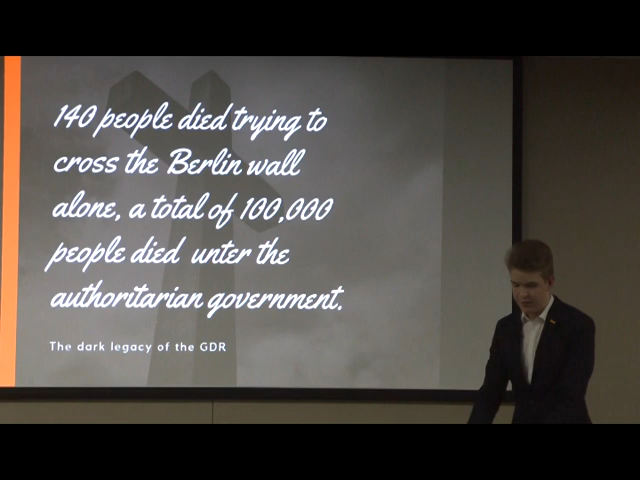 140 people died trying to
cross the Berlin wall
alone, a total of 100,000
people died unter the
authoritarian government.
The dark legacy of the GDR